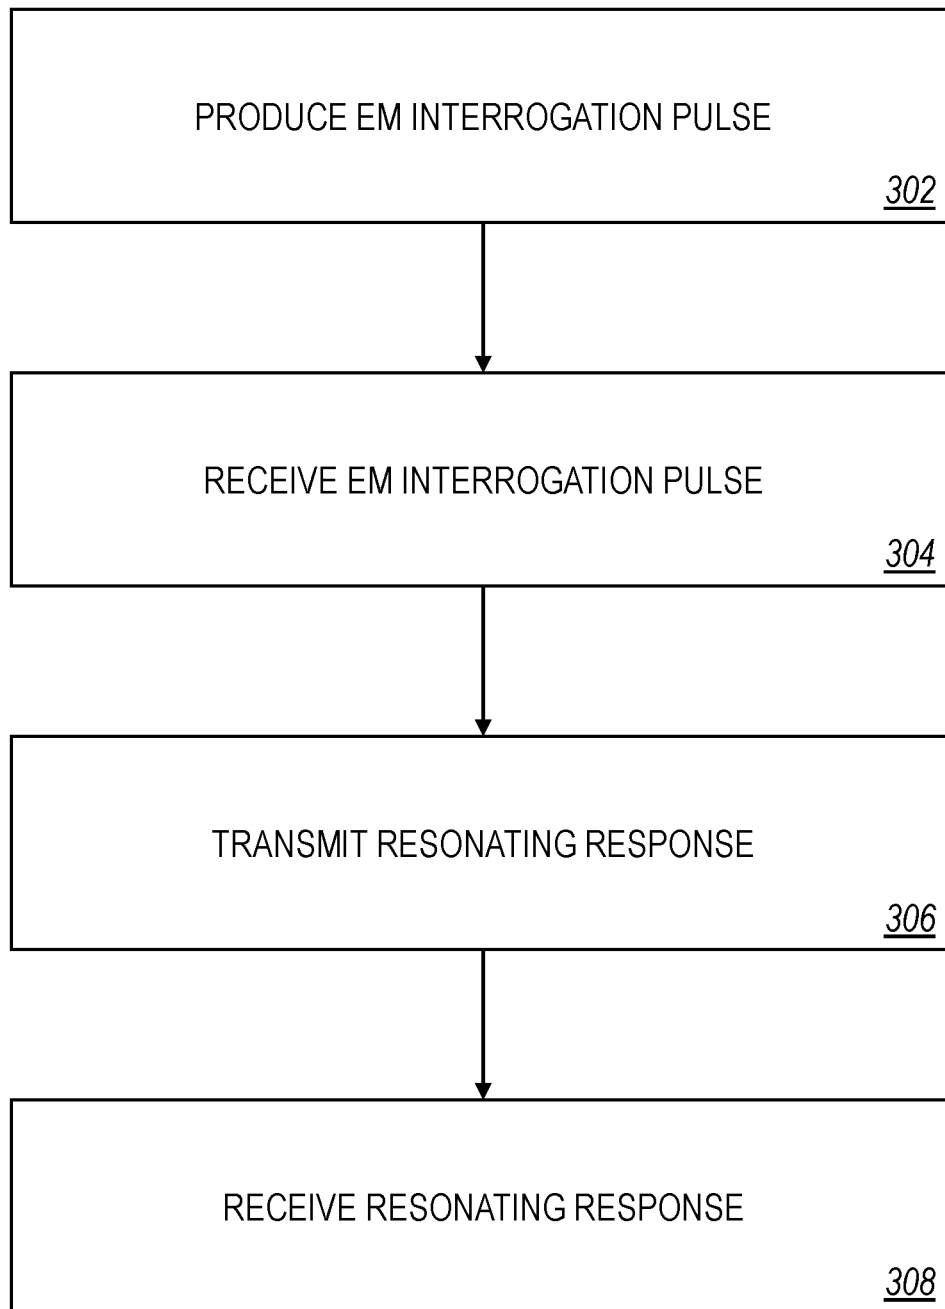 PRODUCE EM INTERROGATION PULSE
302
RECEIVE EM INTERROGATION PULSE
304
TRANSMIT RESONATING RESPONSE
306
RECEIVE RESONATING RESPONSE
308